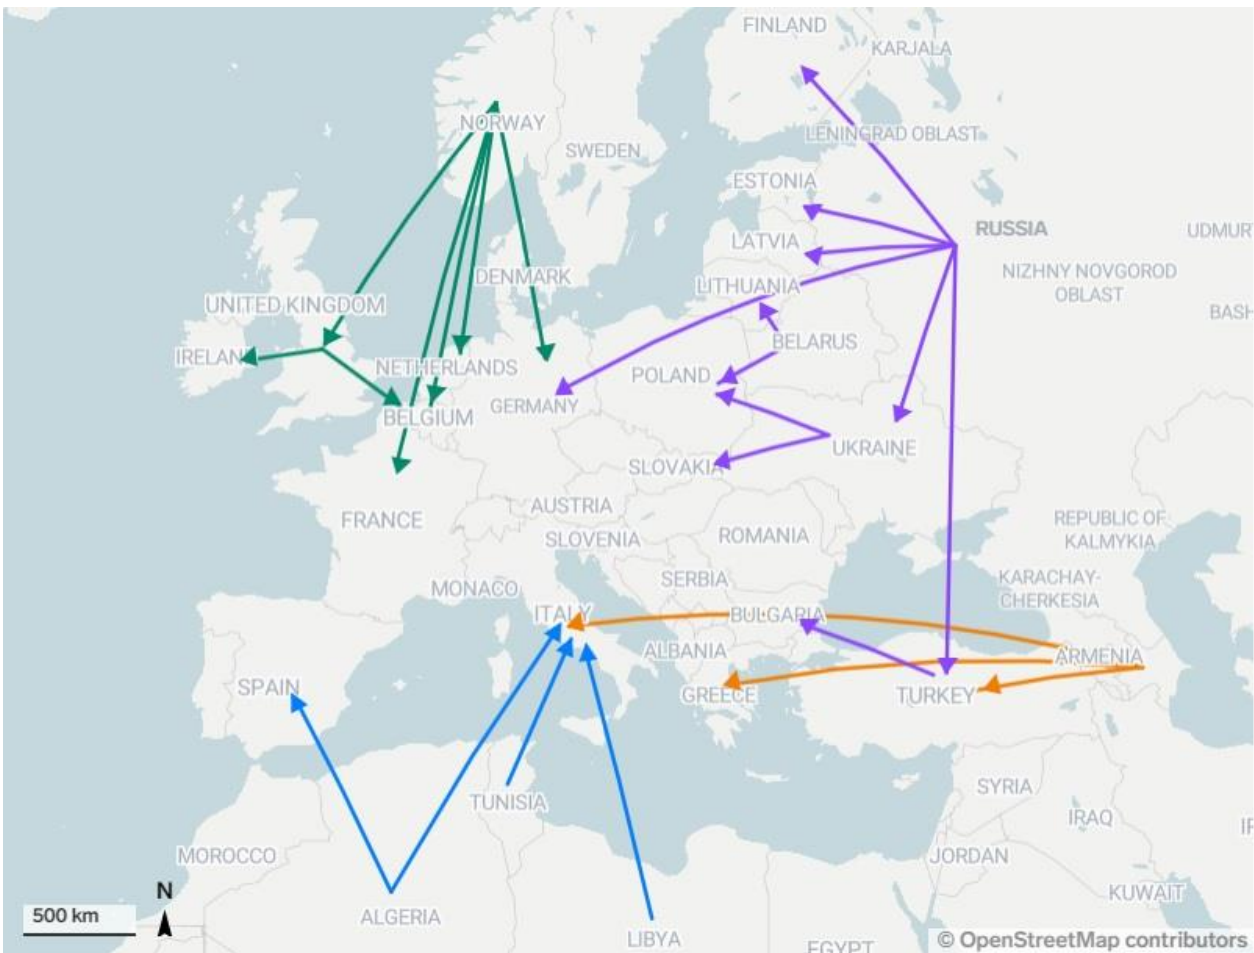 FINLAND
KARJALA
NORWAY
LENINGRAD OBLAST
SWEDEN
ESTONIA
RUSSIA
UDMUR
LATVIA
NIZHNY NOVGOROD
OBLAST
DENMARK
LITHUANIA
UNITED KINGDOM
BASH
BELARUS
IRELAN
NETHERLANDS
POLAND
GERMANY
BELGIUM
UKRAINE
SLOVAKIA
AUSTRIA
FRANCE
REPUBLIC OF
KALMYKIA
SLOVENIA
ROMANIA
SERBIA
KARACHAY-
CHERKESIA
MONACO
ITALY
BULGARIA
ALBANIA
ARMENIA
SPAIN
GREECE
TURKEY
SYRIA
TUNISIA
IRAQ
MOROCCO
JORDAN
N
KUWAIT
500 km
ALGERIA
LIBYA
EGYPT
© OpenStreetMap contributors